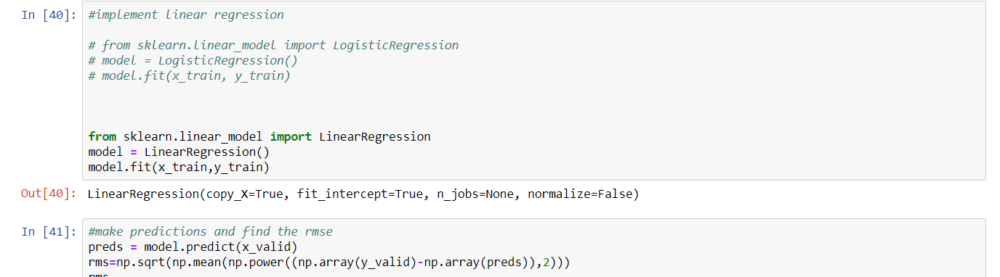 In [40]: #implement linear regression
# from sklearn.linear_model import LogisticRegression
# model = LogisticRegression()
# model.fit(x_train, y_train)
from sklearn.linear_model import LinearRegression
model = LinearRegression()
model.fit(x_train,y_train)
Out[40]: LinearRegression(copy_X=True, fit_intercept=True, n_jobs=None, normalize=False)
In [41]: #make predictions and find the rmse
preds = model.predict(x_valid)
rms=np.sqrt(np.mean(np.power((np.array(y_valid)-np.array(preds)),2)))
rms